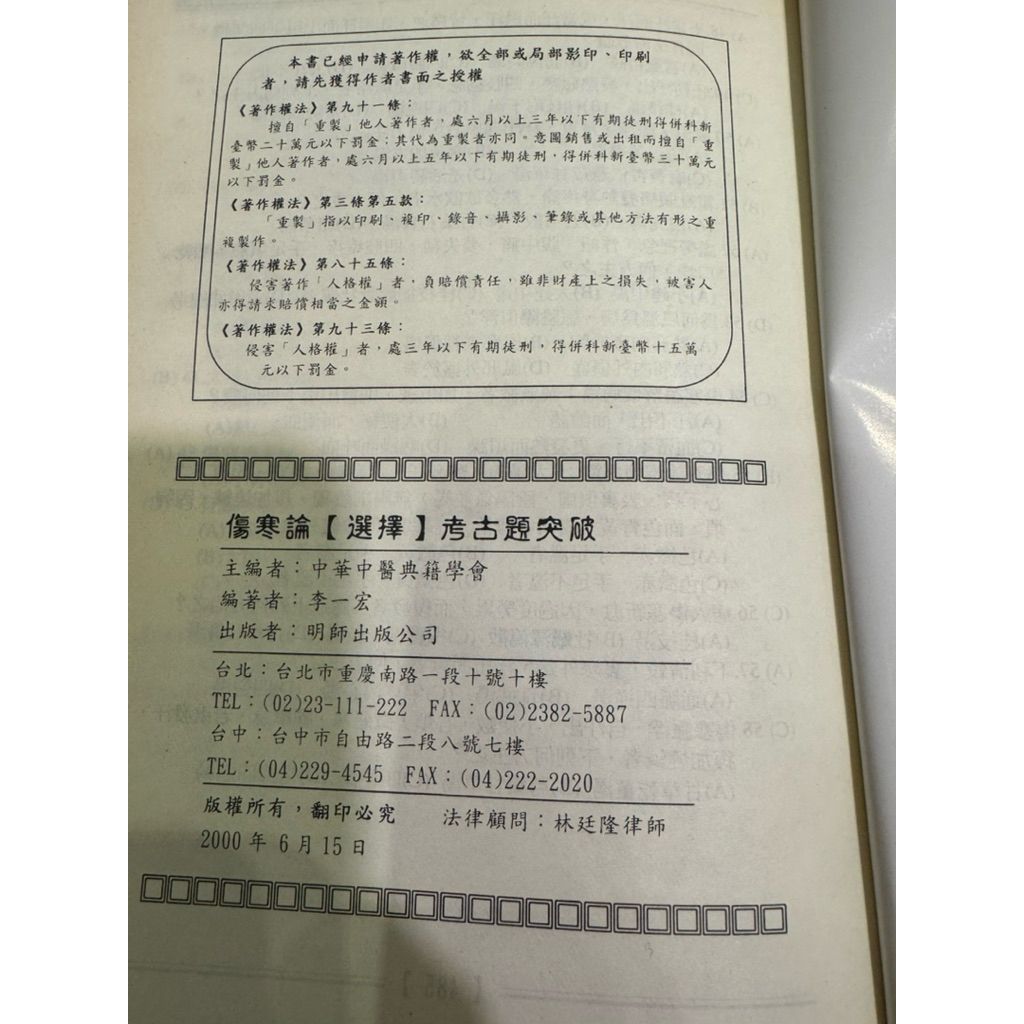 本書已經申請著作權，欲全部或局部影印、印刷
者，請先獲得作者書面之授權
《著作權法》第九十一條：
擅自「重製」他人著作者，處六月以上三年以下有期徒刑得併科新
臺幣二十萬元以下罰金；其代為重製者亦同。意圖銷售或出租而擅自「重
製」他人著作者，處六月以上五年以下有期徒刑，得併科新臺幣三十萬元
以下罰金。
《著作權法》第三條第五款：
「重製」指以印刷、複印、錄音、攝影、筆錄或其他方法有形之重
複製作。
《著作權法》第八十五條：
侵害著作「人格權」者，負賠償責任，雖非財產上之損失，被害人
亦得請求賠償相當之金額。
《著作權法》第九十三條：
侵害「人格權」者，處三年以下有期徒刑，得併科新臺幣十五萬
元以下罰金。
傷寒論【選擇】考古題突破
主編者：中華中醫典籍學會
編著者：李一宏
出版者：明師出版公司
台北：台北市重慶南路一段十號十樓
TEL：(02)23-111-222 FAX：(02)2382-5887
台中：台中市自由路二段八號七樓
TEL：(04)229-4545 FAX：(04)222-2020
版權所有，翻印必究 法律顧問：林廷隆律師
2000 年 6 月 15 日